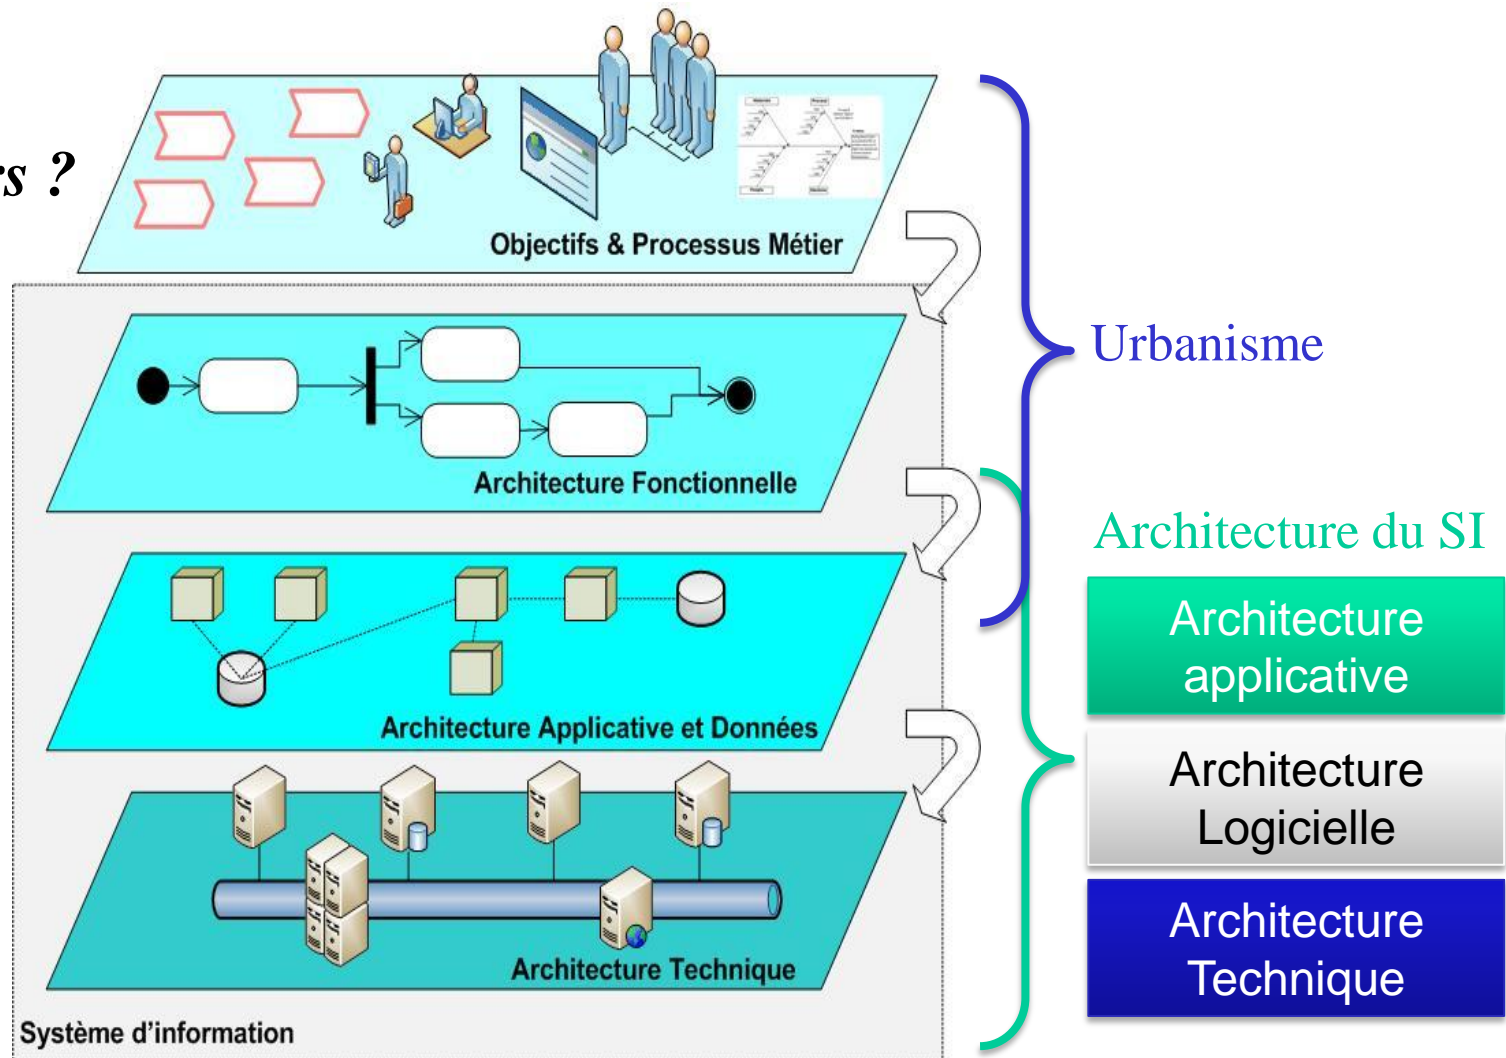 rs ?
Objectifs & Processus Métier
Urbanisme
Architecture Fonctionnelle
Architecture du SI
Architecture
applicative
Architecture Applicative et Données
Architecture
Logicielle
Architecture
Technique
Architecture Technique
Système d'information